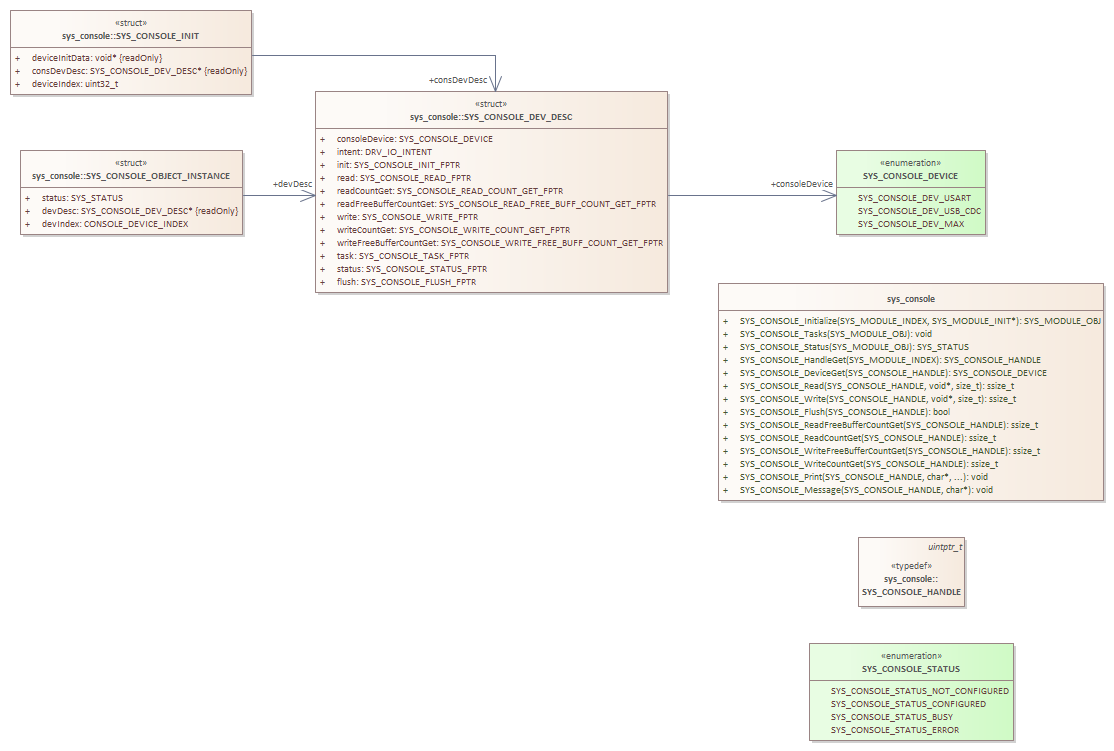 «struct»
sys_console::SYS_CONSOLE_INIT
+ deviceInitData: void* {readOnly}
+ consDevDesc: SYS_CONSOLE_DEV_DESC* {readOnly}
+ deviceIndex: uint32_t
+consDevDesc
«struct»
sys_console::SYS_CONSOLE_DEV_DESC
+ consoleDevice: SYS_CONSOLE_DEVICE
+ intent: DRV_IO_INTENT
+ init: SYS_CONSOLE_INIT_FPTR
+ read: SYS_CONSOLE_READ_FPTR
+ readCountGet: SYS_CONSOLE_READ_COUNT_GET_FPTR
+ readFreeBufferCountGet: SYS_CONSOLE_READ_FREE_BUFF_COUNT_GET_FPTR
+ write: SYS_CONSOLE_WRITE_FPTR
+ writeCountGet: SYS_CONSOLE_WRITE_COUNT_GET_FPTR
+ writeFreeBufferCountGet: SYS_CONSOLE_WRITE_FREE_BUFF_COUNT_GET_FPTR
+ task: SYS_CONSOLE_TASK_FPTR
+ status: SYS_CONSOLE_STATUS_FPTR
+ flush: SYS_CONSOLE_FLUSH_FPTR
«struct»
sys_console::SYS_CONSOLE_OBJECT_INSTANCE
+ status: SYS_STATUS
+ devDesc: SYS_CONSOLE_DEV_DESC* {readOnly}
+ devIndex: CONSOLE_DEVICE_INDEX
+devDesc
+consoleDevice
«enumeration»
SYS_CONSOLE_DEVICE
SYS_CONSOLE_DEV_USART
SYS_CONSOLE_DEV_USB_CDC
SYS_CONSOLE_DEV_MAX
sys_console
+ SYS_CONSOLE_Initialize(SYS_MODULE_INDEX, SYS_MODULE_INIT*): SYS_MODULE_OBJ
+ SYS_CONSOLE_Tasks(SYS_MODULE_OBJ): void
+ SYS_CONSOLE_Status(SYS_MODULE_OBJ): SYS_STATUS
+ SYS_CONSOLE_HandleGet(SYS_MODULE_INDEX): SYS_CONSOLE_HANDLE
+ SYS_CONSOLE_DeviceGet(SYS_CONSOLE_HANDLE): SYS_CONSOLE_DEVICE
+ SYS_CONSOLE_Read(SYS_CONSOLE_HANDLE, void*, size_t): ssize_t
+ SYS_CONSOLE_Write(SYS_CONSOLE_HANDLE, void*, size_t): ssize_t
+ SYS_CONSOLE_Flush(SYS_CONSOLE_HANDLE): bool
+ SYS_CONSOLE_ReadFreeBufferCountGet(SYS_CONSOLE_HANDLE): ssize_t
+ SYS_CONSOLE_ReadCountGet(SYS_CONSOLE_HANDLE): ssize_t
+ SYS_CONSOLE_WriteFreeBufferCountGet(SYS_CONSOLE_HANDLE): ssize_t
+ SYS_CONSOLE_WriteCountGet(SYS_CONSOLE_HANDLE): ssize_t
+ SYS_CONSOLE_Print(SYS_CONSOLE_HANDLE, char*, ...): void
+ SYS_CONSOLE_Message(SYS_CONSOLE_HANDLE, char*): void
uintptr_t
«typedef»
sys_console::
SYS_CONSOLE_HANDLE
«enumeration»
SYS_CONSOLE_STATUS
SYS_CONSOLE_STATUS_NOT_CONFIGURED
SYS_CONSOLE_STATUS_CONFIGURED
SYS_CONSOLE_STATUS_BUSY
SYS_CONSOLE_STATUS_ERROR